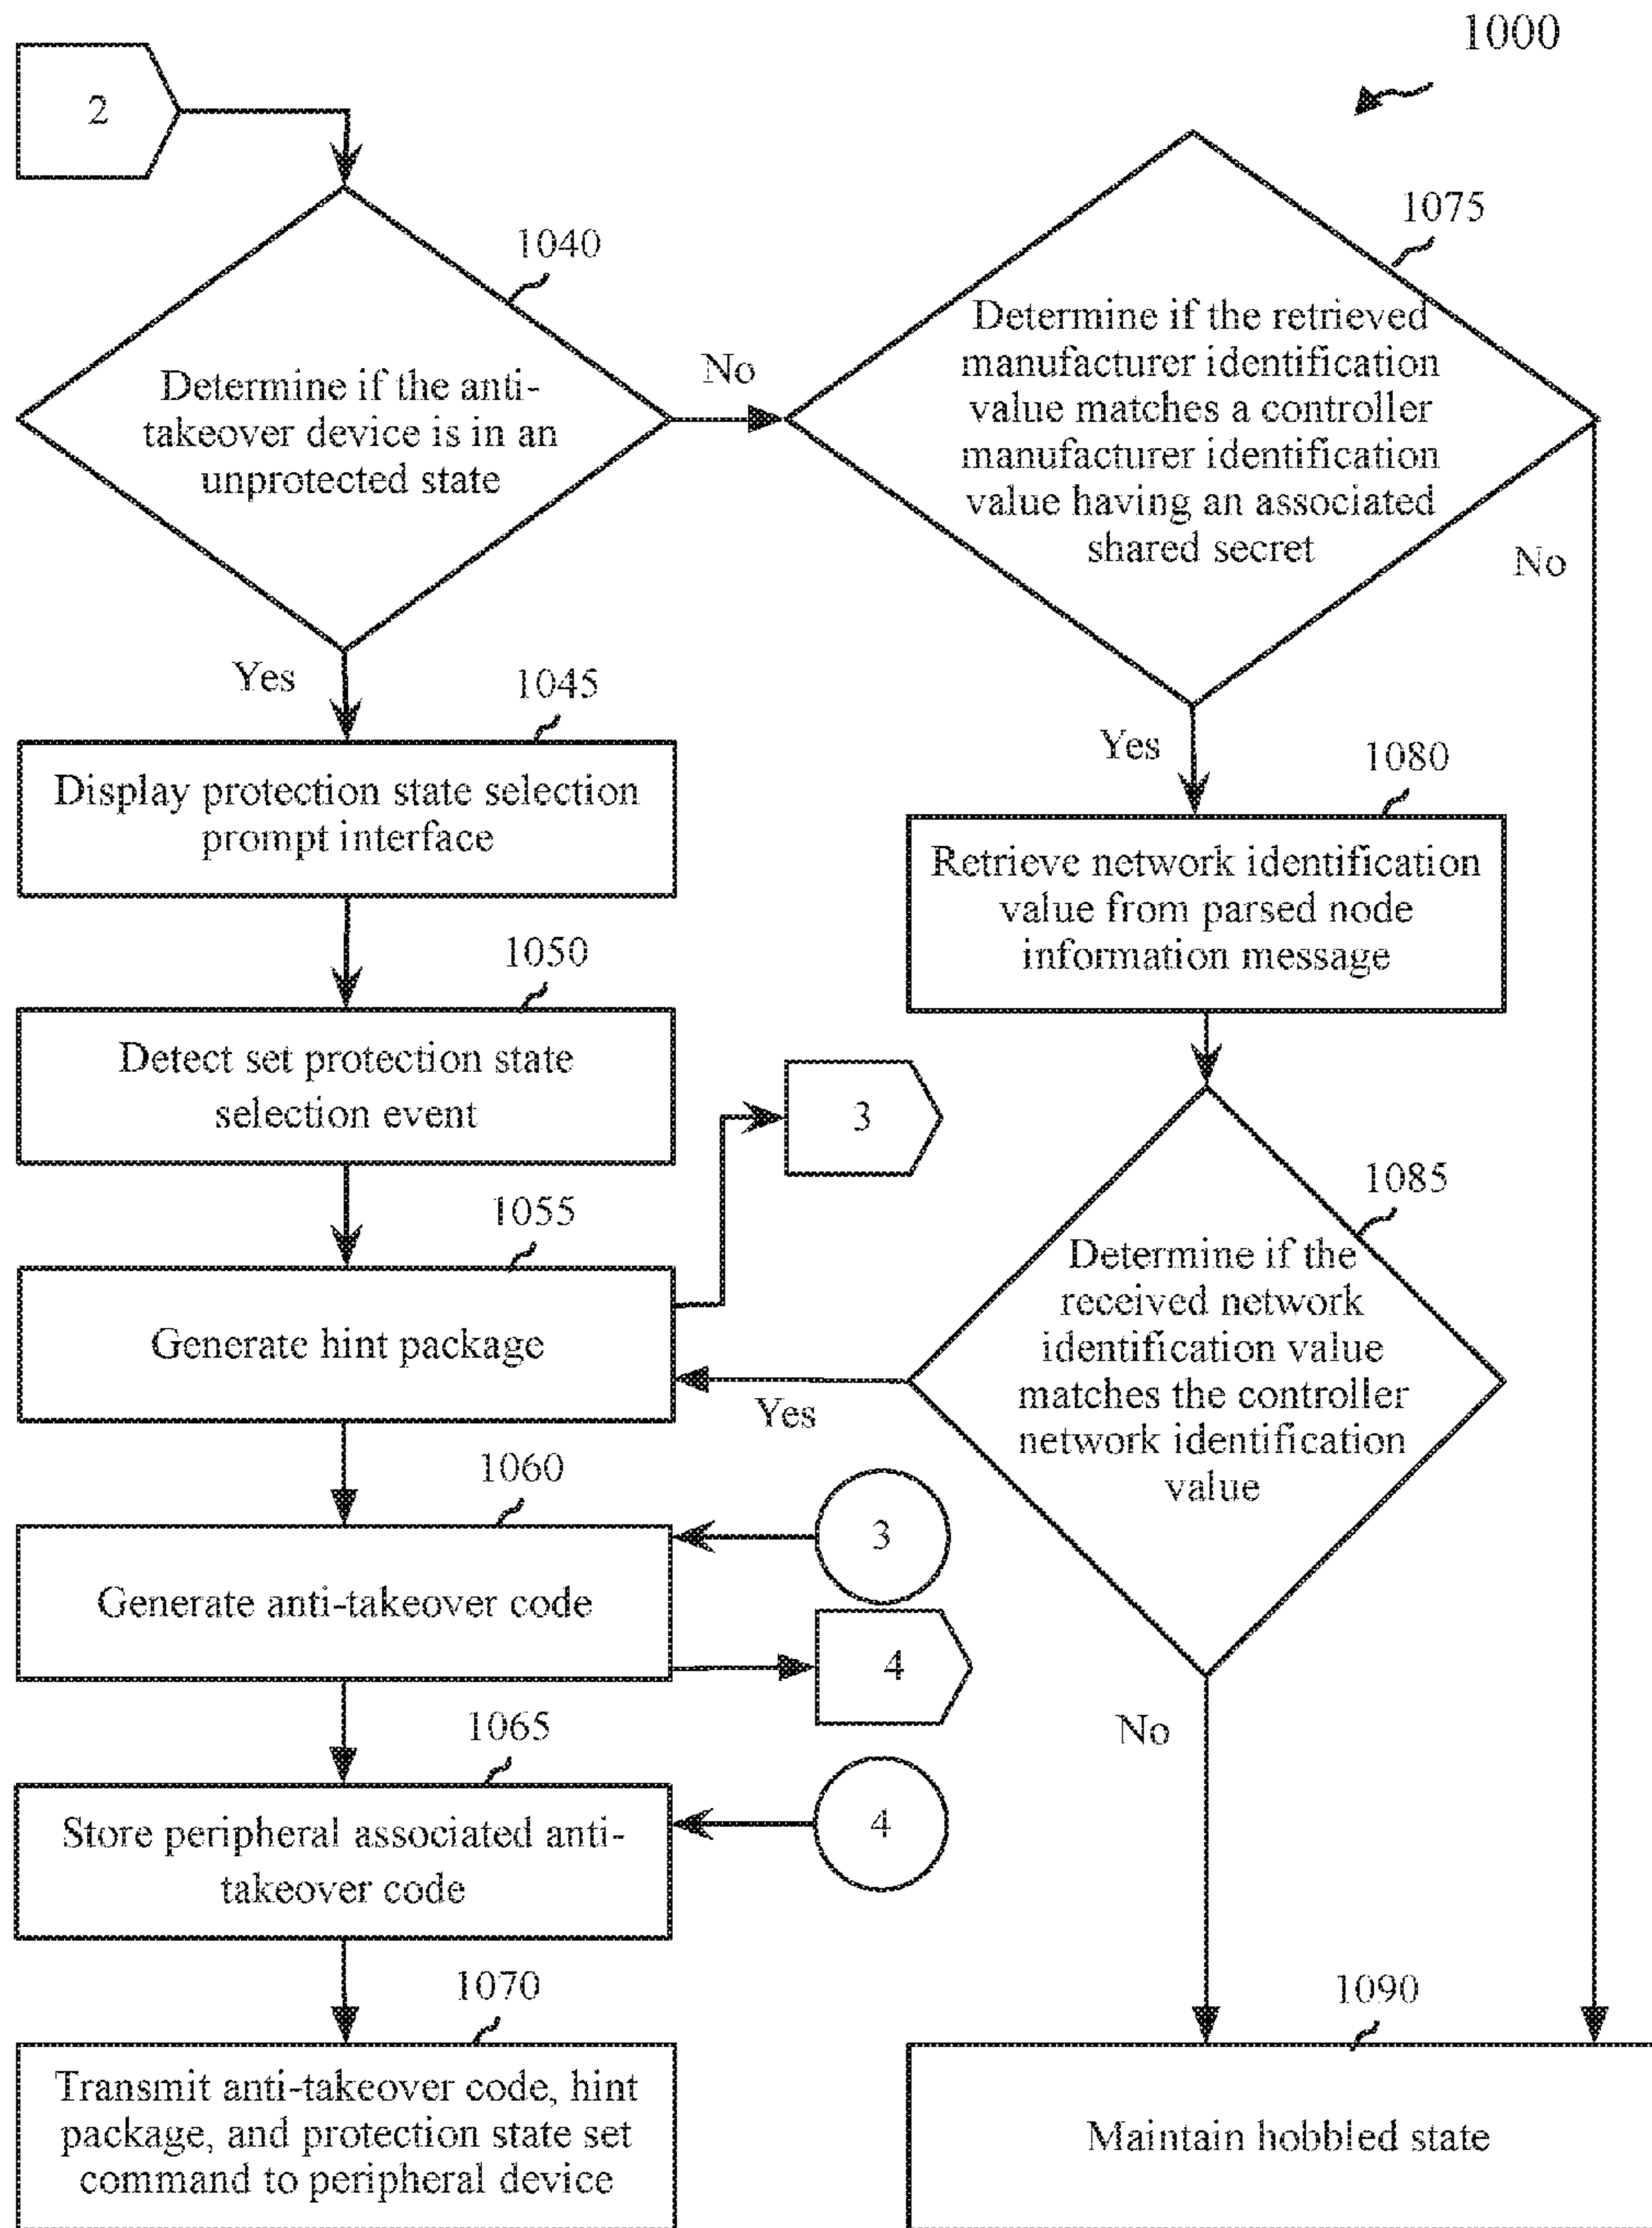 1000
2
1040
Determine if the anti-
takeover device is in an
unprotected state
No
1075
Determine if the retrieved
manufacturer identification
value matches a controller
manufacturer identification
value having an associated
shared secret
No
Yes
1045
Display protection state selection
prompt interface
Yes
1080
Retrieve network identification
value from parsed node
information message
1050
Detect set protection state
selection event
3
1055
Generate hint package
1085
Determine if the
received network
identification value
matches the controller
network identification
value
Yes
1060
Generate anti-takeover code
3
4
No
1065
Store peripheral associated anti-
takeover code
4
1070
Transmit anti-takeover code, hint
package, and protection state set
command to peripheral device
1090
Maintain hobbled state